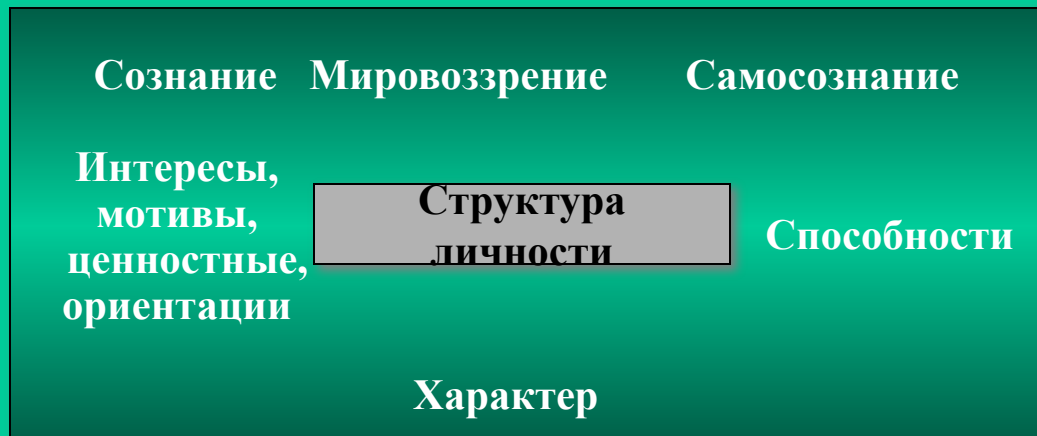 Сознание Мировоззрение Самосознание
Интересы,
мотивы,
ценностные,
ориентации
Структура
личности
Способности
Характер